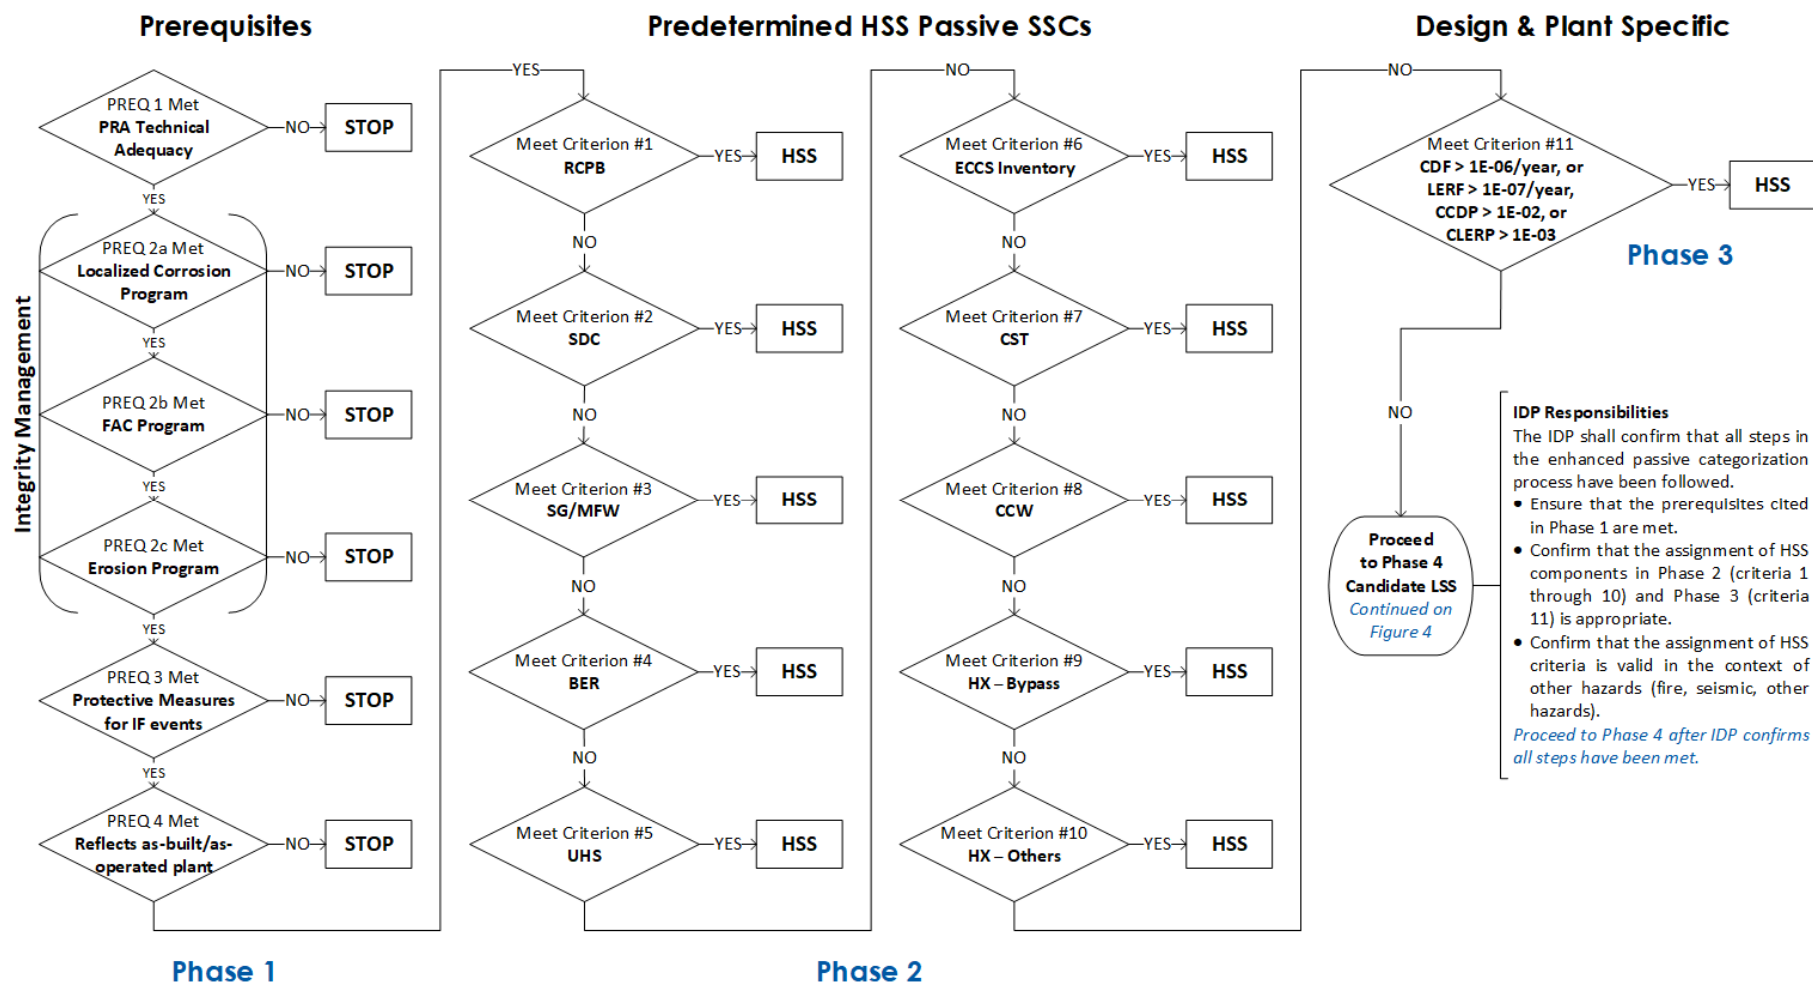 Prerequisites
Predetermined HSS Passive SSCs
Design & Plant Specific
PREQ 1 Met
PRA Technical
Adequacy
NO
STOP
YES
Integrity Management
PREQ 2a Met
Localized Corrosion
Program
NO
STOP
YES
PREQ 2b Met
FAC Program
NO
STOP
YES
PREQ 2c Met
Erosion Program
NO
STOP
YES
PREQ 3 Met
Protective Measures
for IF events
NO
STOP
YES
PREQ 4 Met
Reflects as-built/as-
operated plant
NO
STOP
Phase 1
YES
Meet Criterion #1
RCPB
YES
HSS
NO
Meet Criterion #2
SDC
YES
HSS
NO
Meet Criterion #3
SG/MFW
YES
HSS
NO
Meet Criterion #4
BER
YES
HSS
NO
Meet Criterion #5
UHS
YES
HSS
NO
Meet Criterion #6
ECCS Inventory
YES
HSS
NO
Meet Criterion #7
CST
YES
HSS
NO
Meet Criterion #8
CCW
YES
HSS
NO
Meet Criterion #9
HX – Bypass
YES
HSS
NO
Meet Criterion #10
HX – Others
YES
HSS
Phase 2
NO
Meet Criterion #11
CDF > 1E-06/year, or
LERF > 1E-07/year,
CCDP > 1E-02, or
CLERP > 1E-03
YES
HSS
Phase 3
NO
Proceed
to Phase 4
Candidate LSS
Continued on
Figure 4
IDP Responsibilities
The IDP shall confirm that all steps in
the enhanced passive categorization
process have been followed.
• Ensure that the prerequisites cited
in Phase 1 are met.
• Confirm that the assignment of HSS
components in Phase 2 (criteria 1
through 10) and Phase 3 (criteria
11) is appropriate.
• Confirm that the assignment of HSS
criteria is valid in the context of
other hazards (fire, seismic, other
hazards).
Proceed to Phase 4 after IDP confirms
all steps have been met.